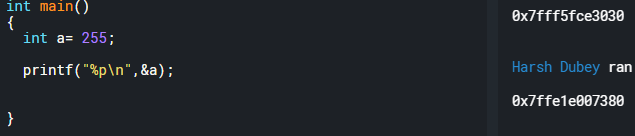 int main()
{
int a= 255;
printf("%p\n",&a);
}
0x7fff5fce3030
Harsh Dubey ran
0x7ffe1e007380